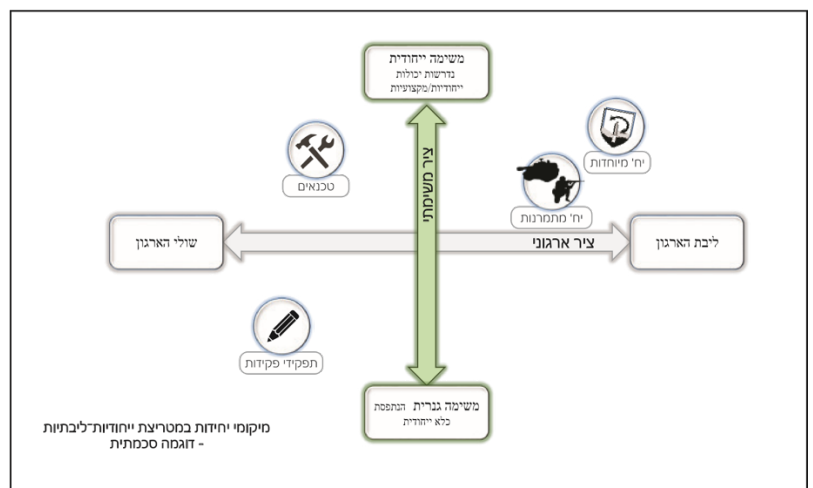 משימה ייחודית
נדרשות יכולות
ייחודיות/מקצועיות
יח' מיוחדות
טכנאים
ציר משימתי
יח' מתמרנות
ליבת הארגון
ציר ארגוני
שולי הארגון
תפקידי פקידות
משימה גנרית הנתפסת
כלא ייחודית
מיקומי יחידות במטריצת ייחודיות־ליבתיות
- דוגמה סכמתית